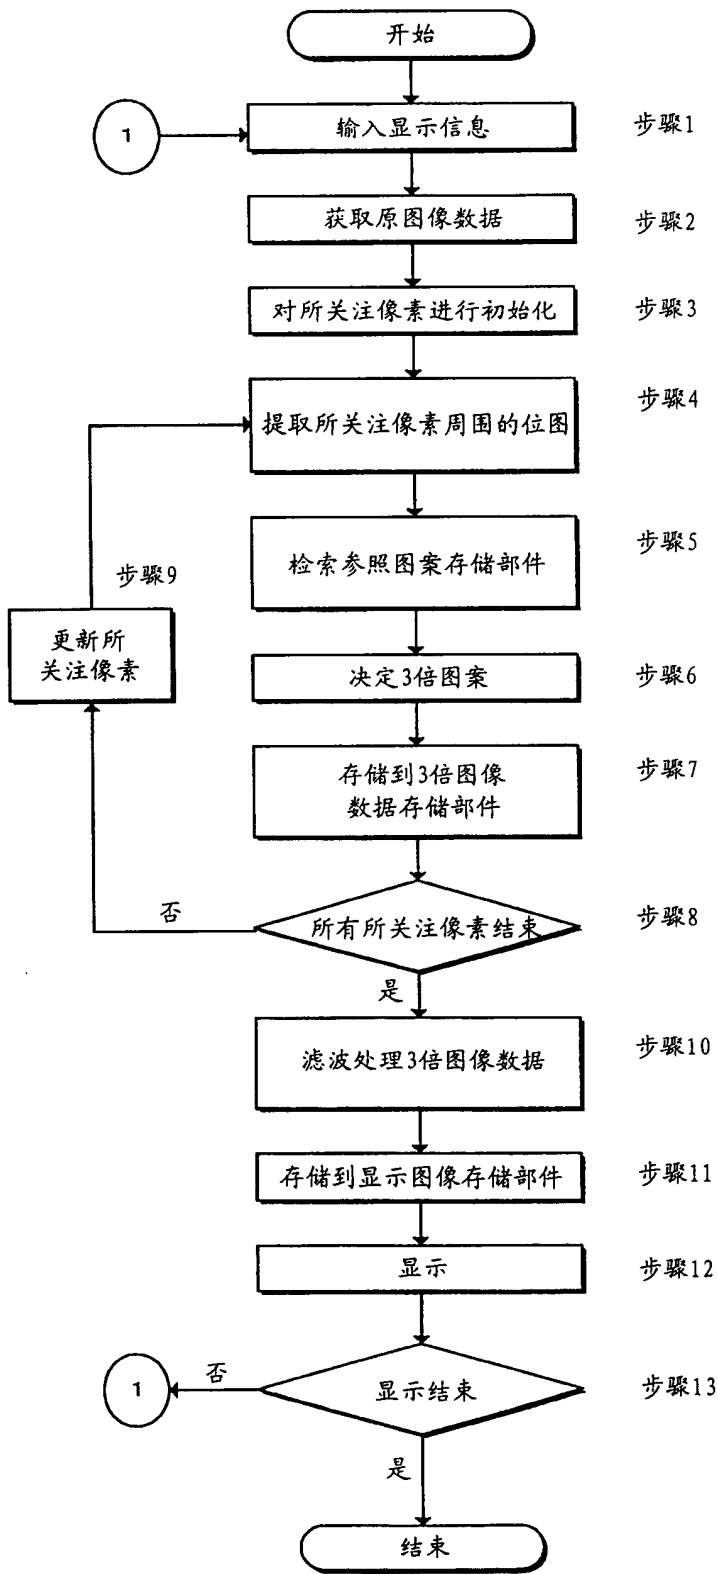 开始
1
输入显示信息
步骤1
获取原图像数据
步骤2
对所关注像素进行初始化
步骤3
提取所关注像素周围的位图
步骤4
检索参照图案存储部件
步骤5
步骤9
更新所
关注像素
决定3倍图案
步骤6
存储到3倍图像
数据存储部件
步骤7
所有所关注像素结束
步骤8
否
是
滤波处理3倍图像数据
步骤10
存储到显示图像存储部件
步骤11
显示
步骤12
1
否
显示结束
步骤13
是
结束